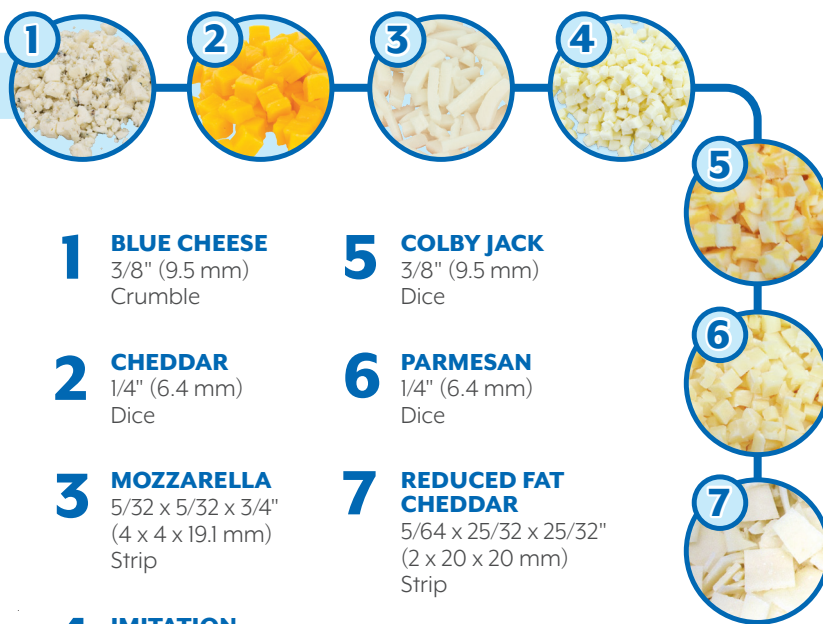 1
2
3
4
5
6
7
1 BLUE CHEESE
3/8" (9.5 mm)
Crumble
2 CHEDDAR
1/4" (6.4 mm)
Dice
3 MOZZARELLA
5/32 x 5/32 x 3/4"
(4 x 4 x 19.1 mm)
Strip
4 IMITATION
5 COLBY JACK
3/8" (9.5 mm)
Dice
6 PARMESAN
1/4" (6.4 mm)
Dice
7 REDUCED FAT
CHEDDAR
5/64 x 25/32 x 25/32"
(2 x 20 x 20 mm)
Strip